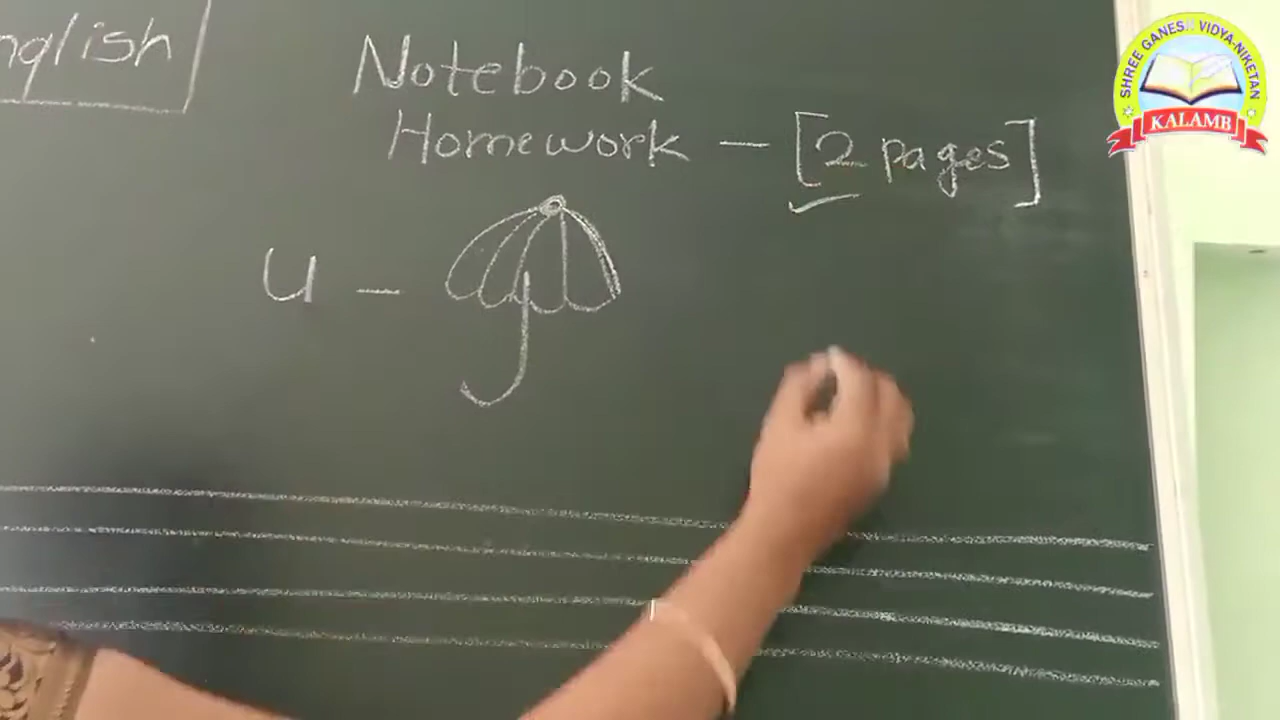 nglish
Notebook
Homework — [2 pages]
u —
SHREE GANESH VIDYA-NIKETAN
KALAMB